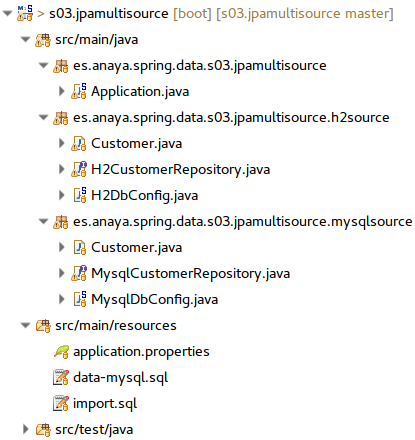 > s03.jpamultisource [boot] [s03.jpamultisource master]
src/main/java
es.anaya.spring.data.s03.jpamultisource
Application.java
es.anaya.spring.data.s03.jpamultisource.h2source
Customer.java
H2CustomerRepository.java
H2DbConfig.java
es.anaya.spring.data.s03.jpamultisource.mysqlsource
Customer.java
MysqlCustomerRepository.java
MysqlDbConfig.java
src/main/resources
application.properties
data-mysql.sql
import.sql
src/test/java